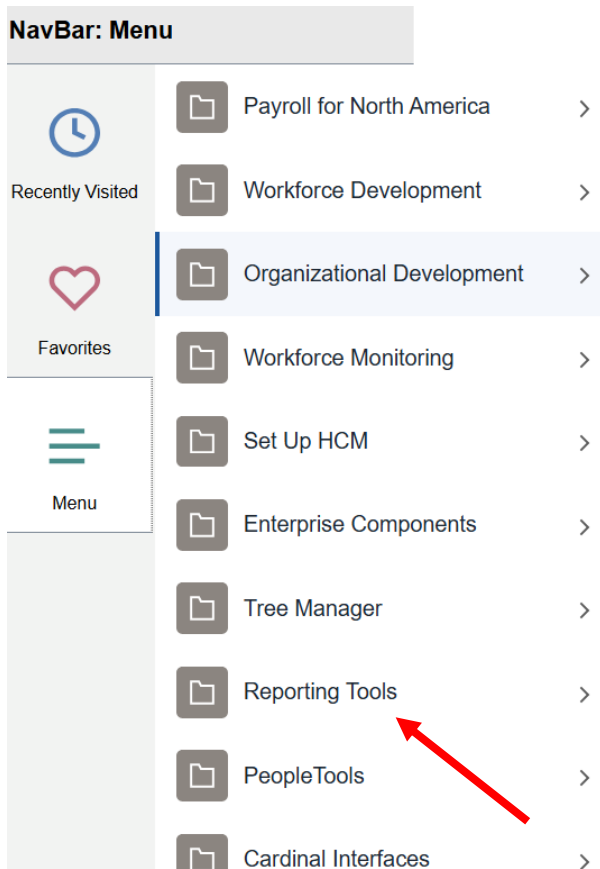 NavBar: Menu
Recently Visited
Favorites
Menu
Payroll for North America
Workforce Development
Organizational Development
Workforce Monitoring
Set Up HCM
Enterprise Components
Tree Manager
Reporting Tools
PeopleTools
Cardinal Interfaces